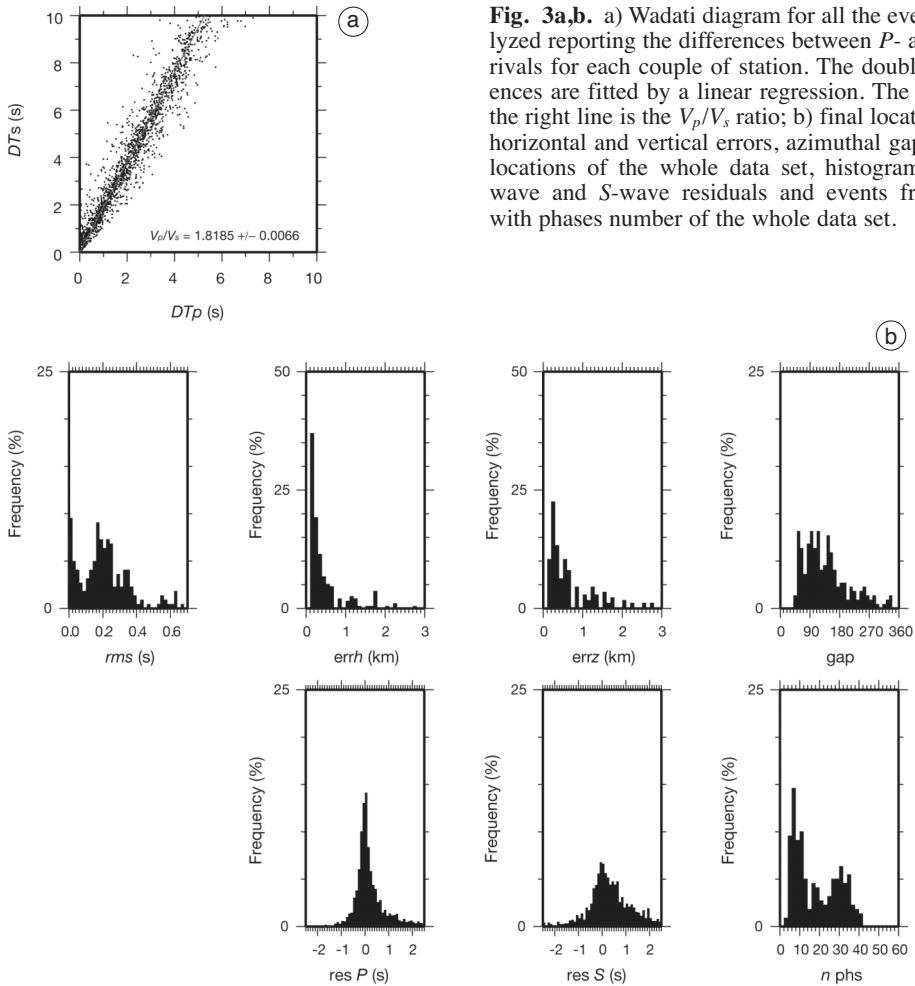 a
Fig. 3a,b. a) Wadati diagram for all the eve
lyzed reporting the differences between P- a
rivals for each couple of station. The doubl
ences are fitted by a linear regression. The
the right line is the Vp/Vs ratio; b) final locat
horizontal and vertical errors, azimuthal gap
locations of the whole data set, histogram
wave and S-wave residuals and events fr
with phases number of the whole data set.
10
8
6
4
2
0
DTs (s)
Vp/Vs = 1.8185 +/– 0.0066
0 2 4 6 8 10
DTp (s)
b
25
0
Frequency (%)
0.0 0.2 0.4 0.6
rms (s)
50
25
0
Frequency (%)
0 1 2 3
errh (km)
50
25
0
Frequency (%)
0 1 2 3
errz (km)
25
0
Frequency (%)
0 90 180 270 360
gap
25
0
Frequency (%)
-2 -1 0 1 2
res P (s)
25
0
Frequency (%)
-2 -1 0 1 2
res S (s)
25
0
Frequency (%)
0 10 20 30 40 50 60
n phs